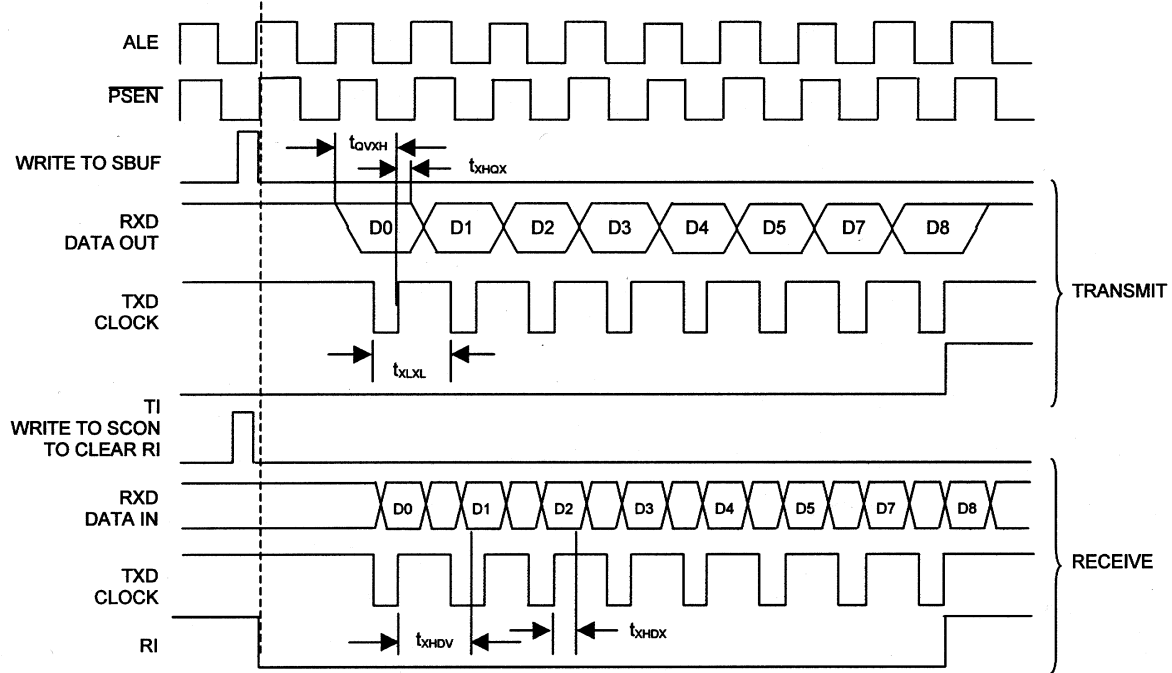 ALE
PSEN
WRITE TO SBUF
tQVXH
tXHQX
RXD
DATA OUT
D0 D1 D2 D3 D4 D5 D7 D8
TXD
CLOCK
TRANSMIT
tXLXL
TI
WRITE TO SCON
TO CLEAR RI
RXD
DATA IN
D0 D1 D2 D3 D4 D5 D7 D8
TXD
CLOCK
RECEIVE
RI
tXHDV
tXHDX